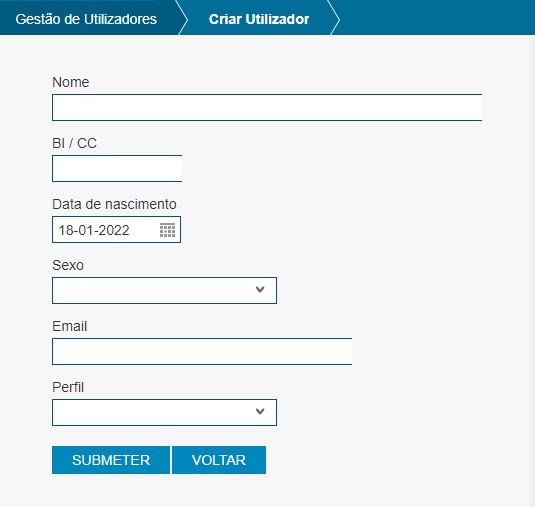 Gestão de Utilizadores Criar Utilizador
Nome
BI / CC
Data de nascimento
18-01-2022
Sexo
Email
Perfil
SUBMETER VOLTAR